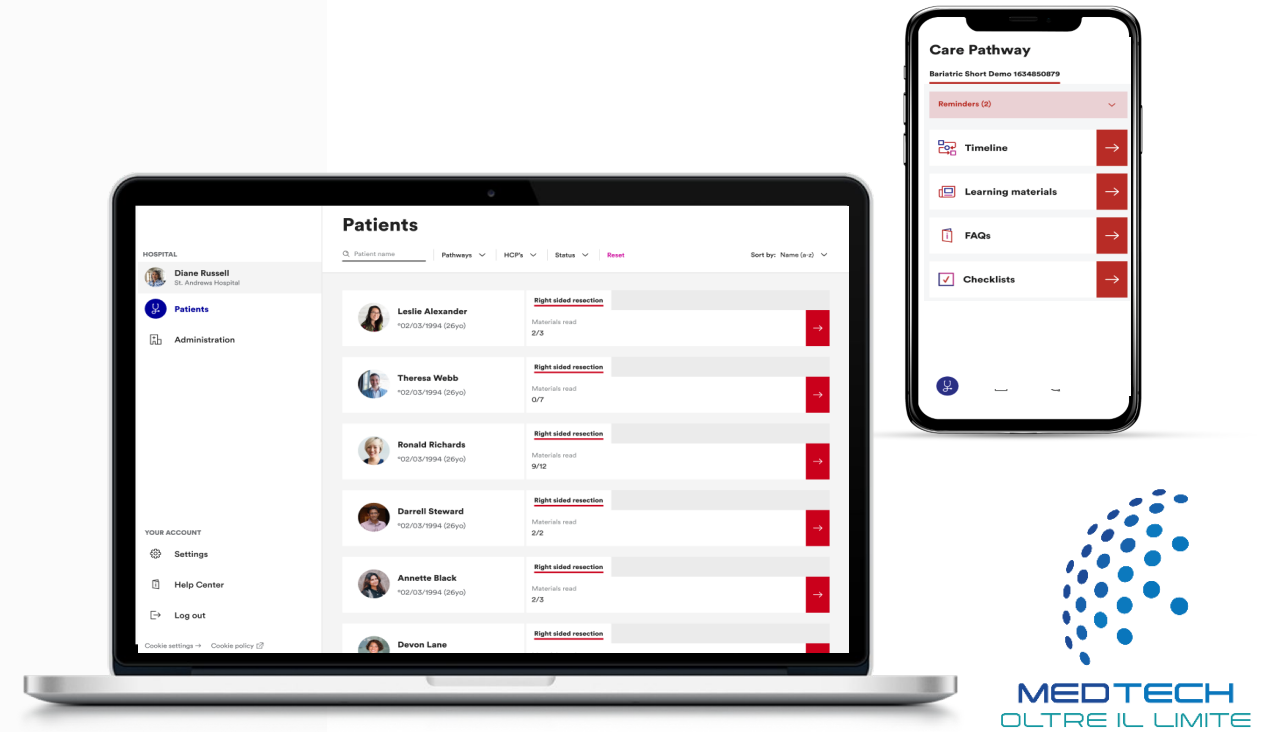 Care Pathway
Bariatric Short Demo 1634850879
Reminders (2)
Timeline
Learning materials
FAQs
Checklists
Patients
Patient name
Pathways
HCP's
Status
Reset
Sort by: Name (a-z)
HOSPITAL
Diane Russell
St. Andrews Hospital
Patients
Administration
YOUR ACCOUNT
Settings
Help Center
Log out
Cookie settings → Cookie policy
Leslie Alexander
*02/03/1994 (26yo)
Right sided resection
Materials read
2/3
Theresa Webb
*02/03/1994 (26yo)
Right sided resection
Materials read
0/7
Ronald Richards
*02/03/1994 (26yo)
Right sided resection
Materials read
9/12
Darrell Steward
*02/03/1994 (26yo)
Right sided resection
Materials read
2/2
Annette Black
*02/03/1994 (26yo)
Right sided resection
Materials read
2/3
Devon Lane
Right sided resection
MEDTECH
OLTRE IL LIMITE